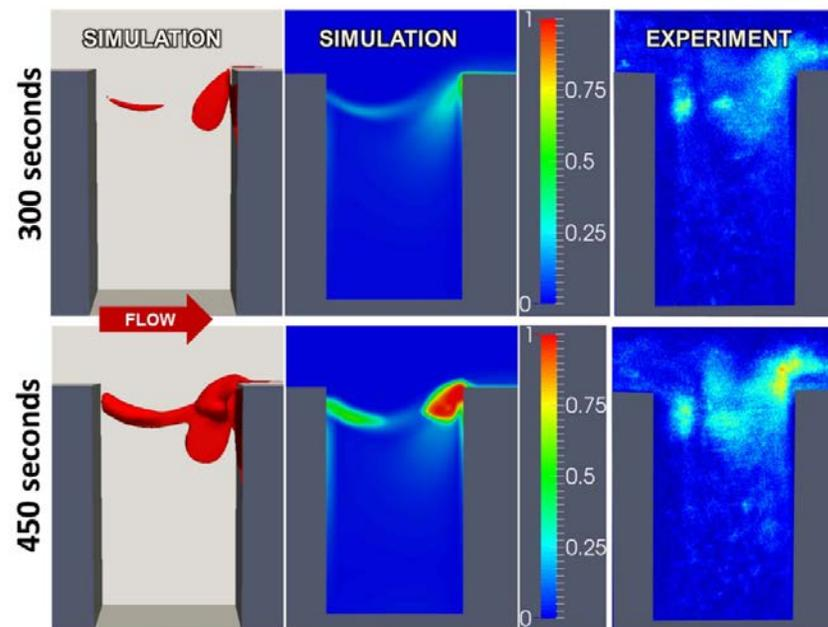 SIMULATION
SIMULATION
EXPERIMENT
300 seconds
1
0.75
0.5
0.25
0
FLOW
450 seconds
1
0.75
0.5
0.25
0